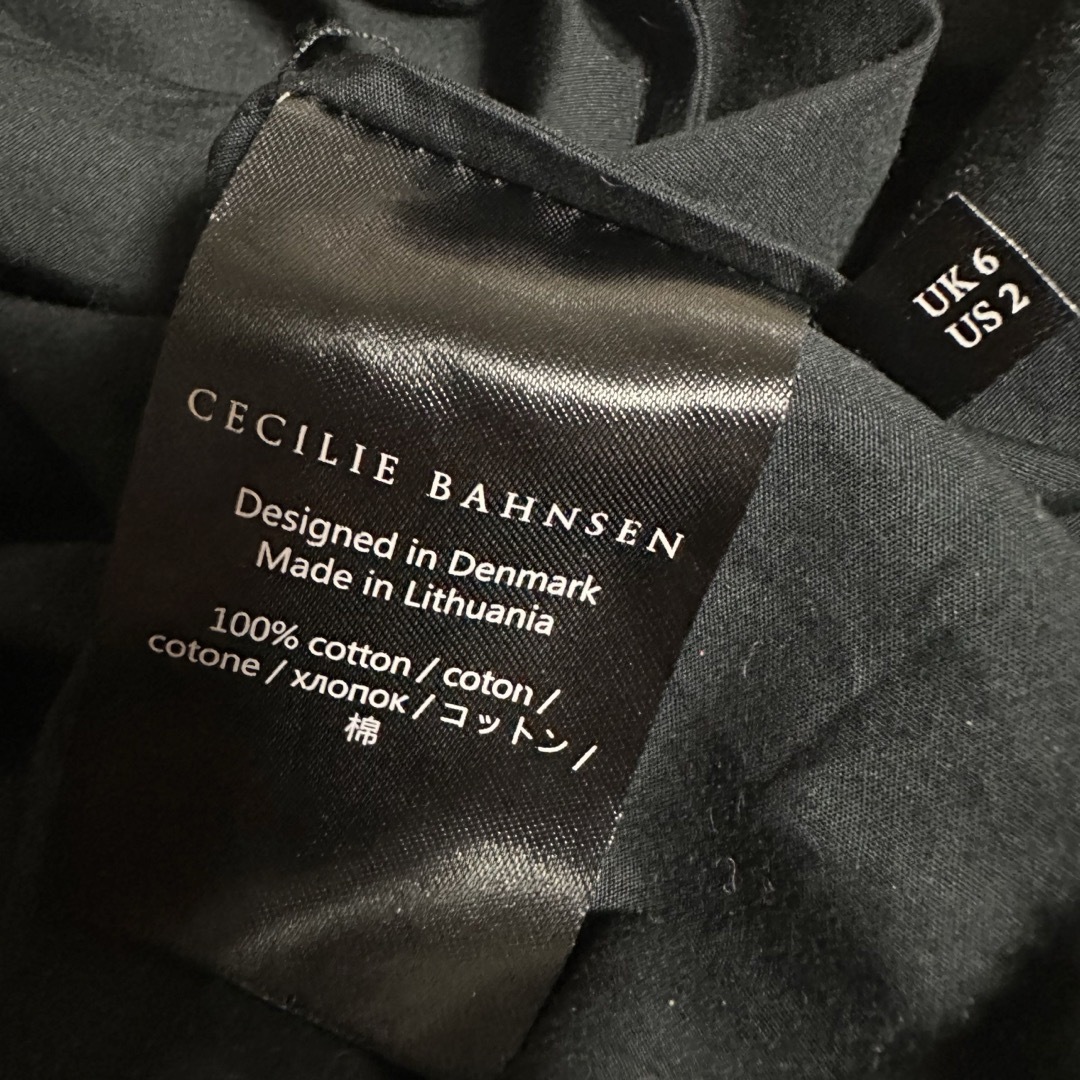 CECILIE BAHNSEN
Designed in Denmark
Made in Lithuania
100% cotton / coton /
cotone / хлопок / コットン /
棉
UK 6
US 2